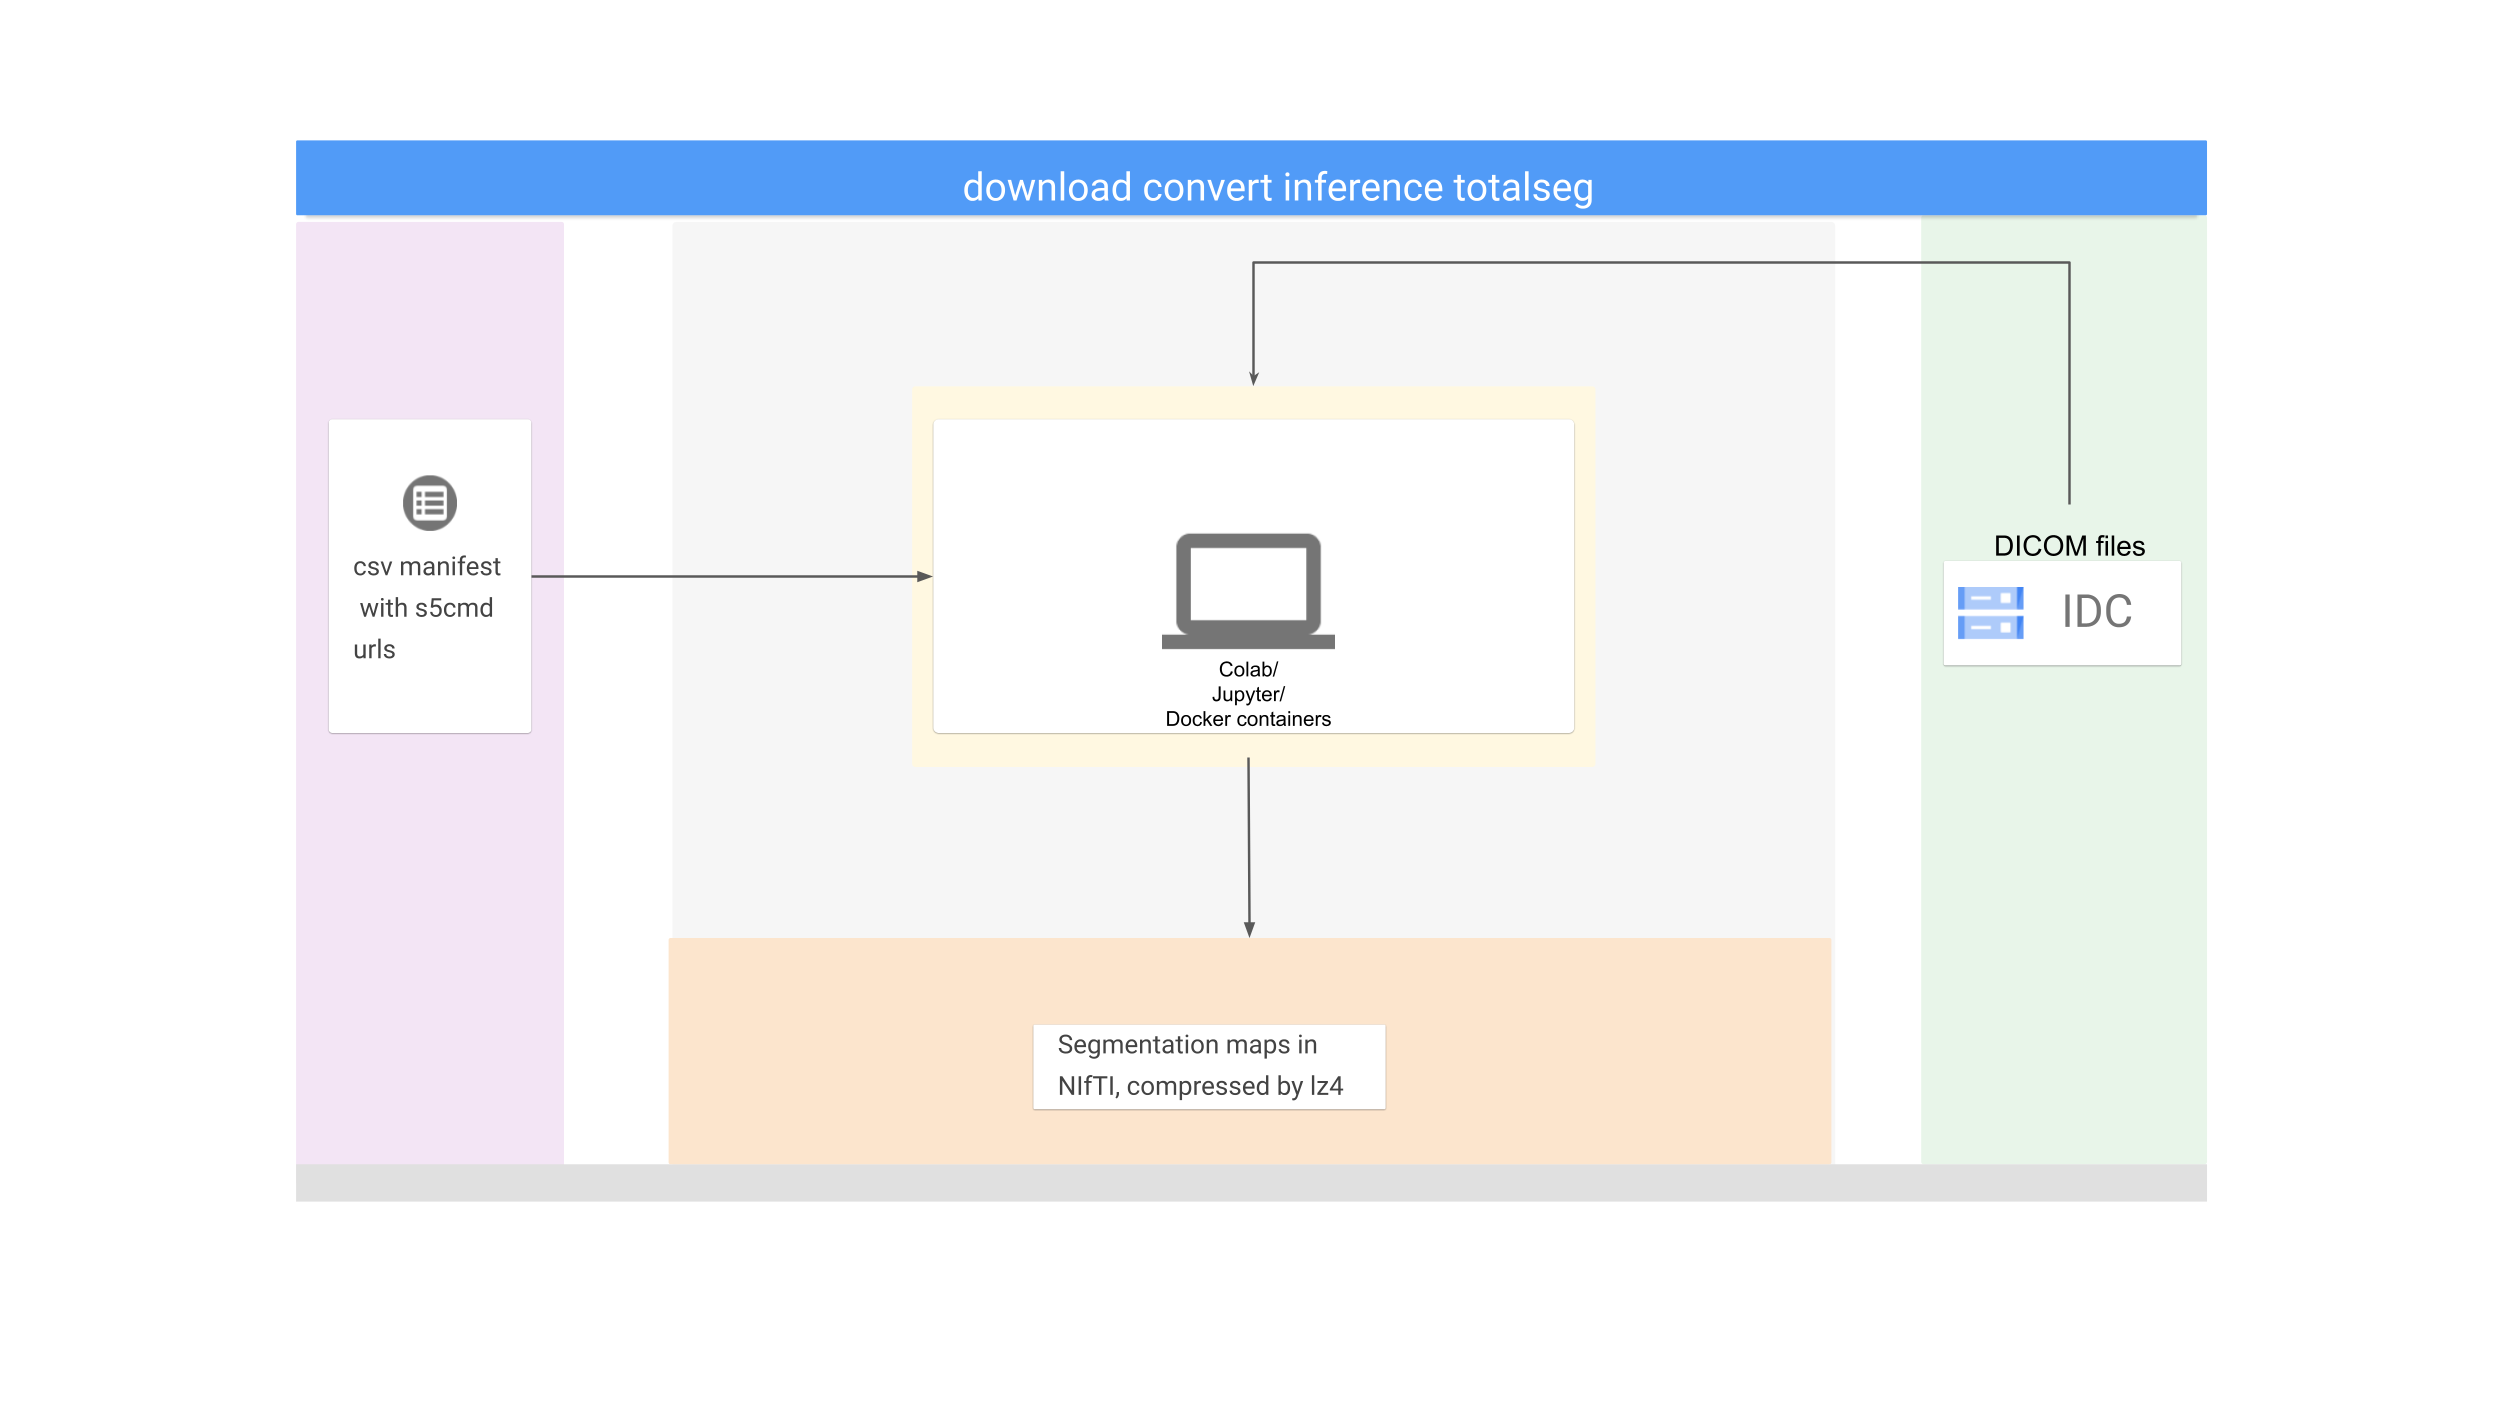 download convert inference totalseg
csv manifest
with s5cmd
urls
Colab/
Jupyter/
Docker containers
DICOM files
IDC
Segmentation maps in
NIfTI, compressed by lz4